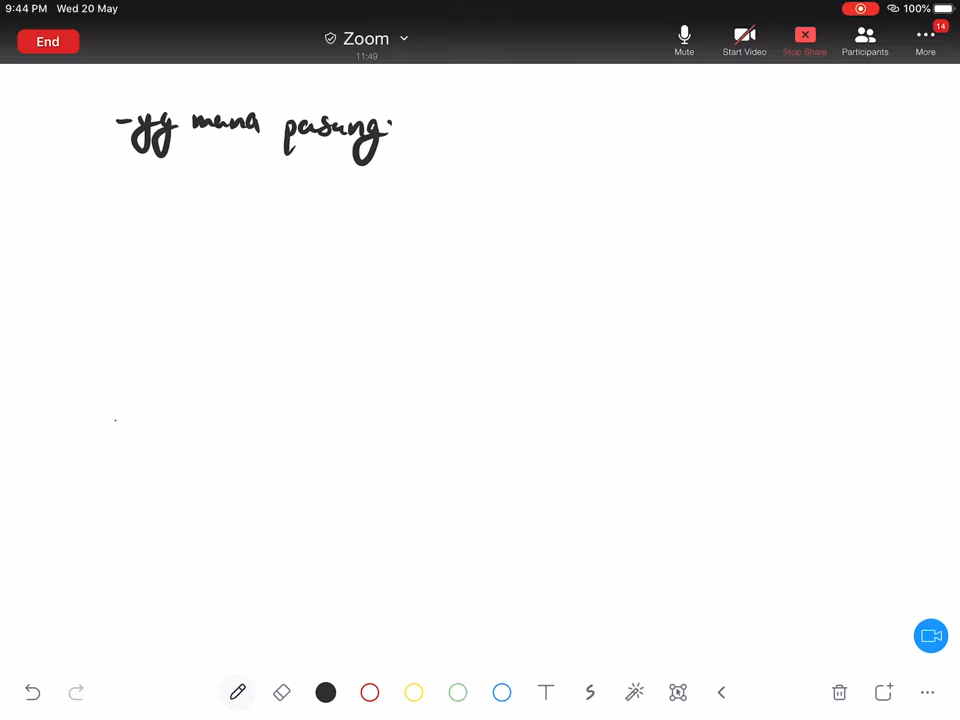 9:44 PM Wed 20 May
100%
End
Zoom
11:49
Mute
Start Video
Stop Share
Participants
14
More
-yg mana pasang.